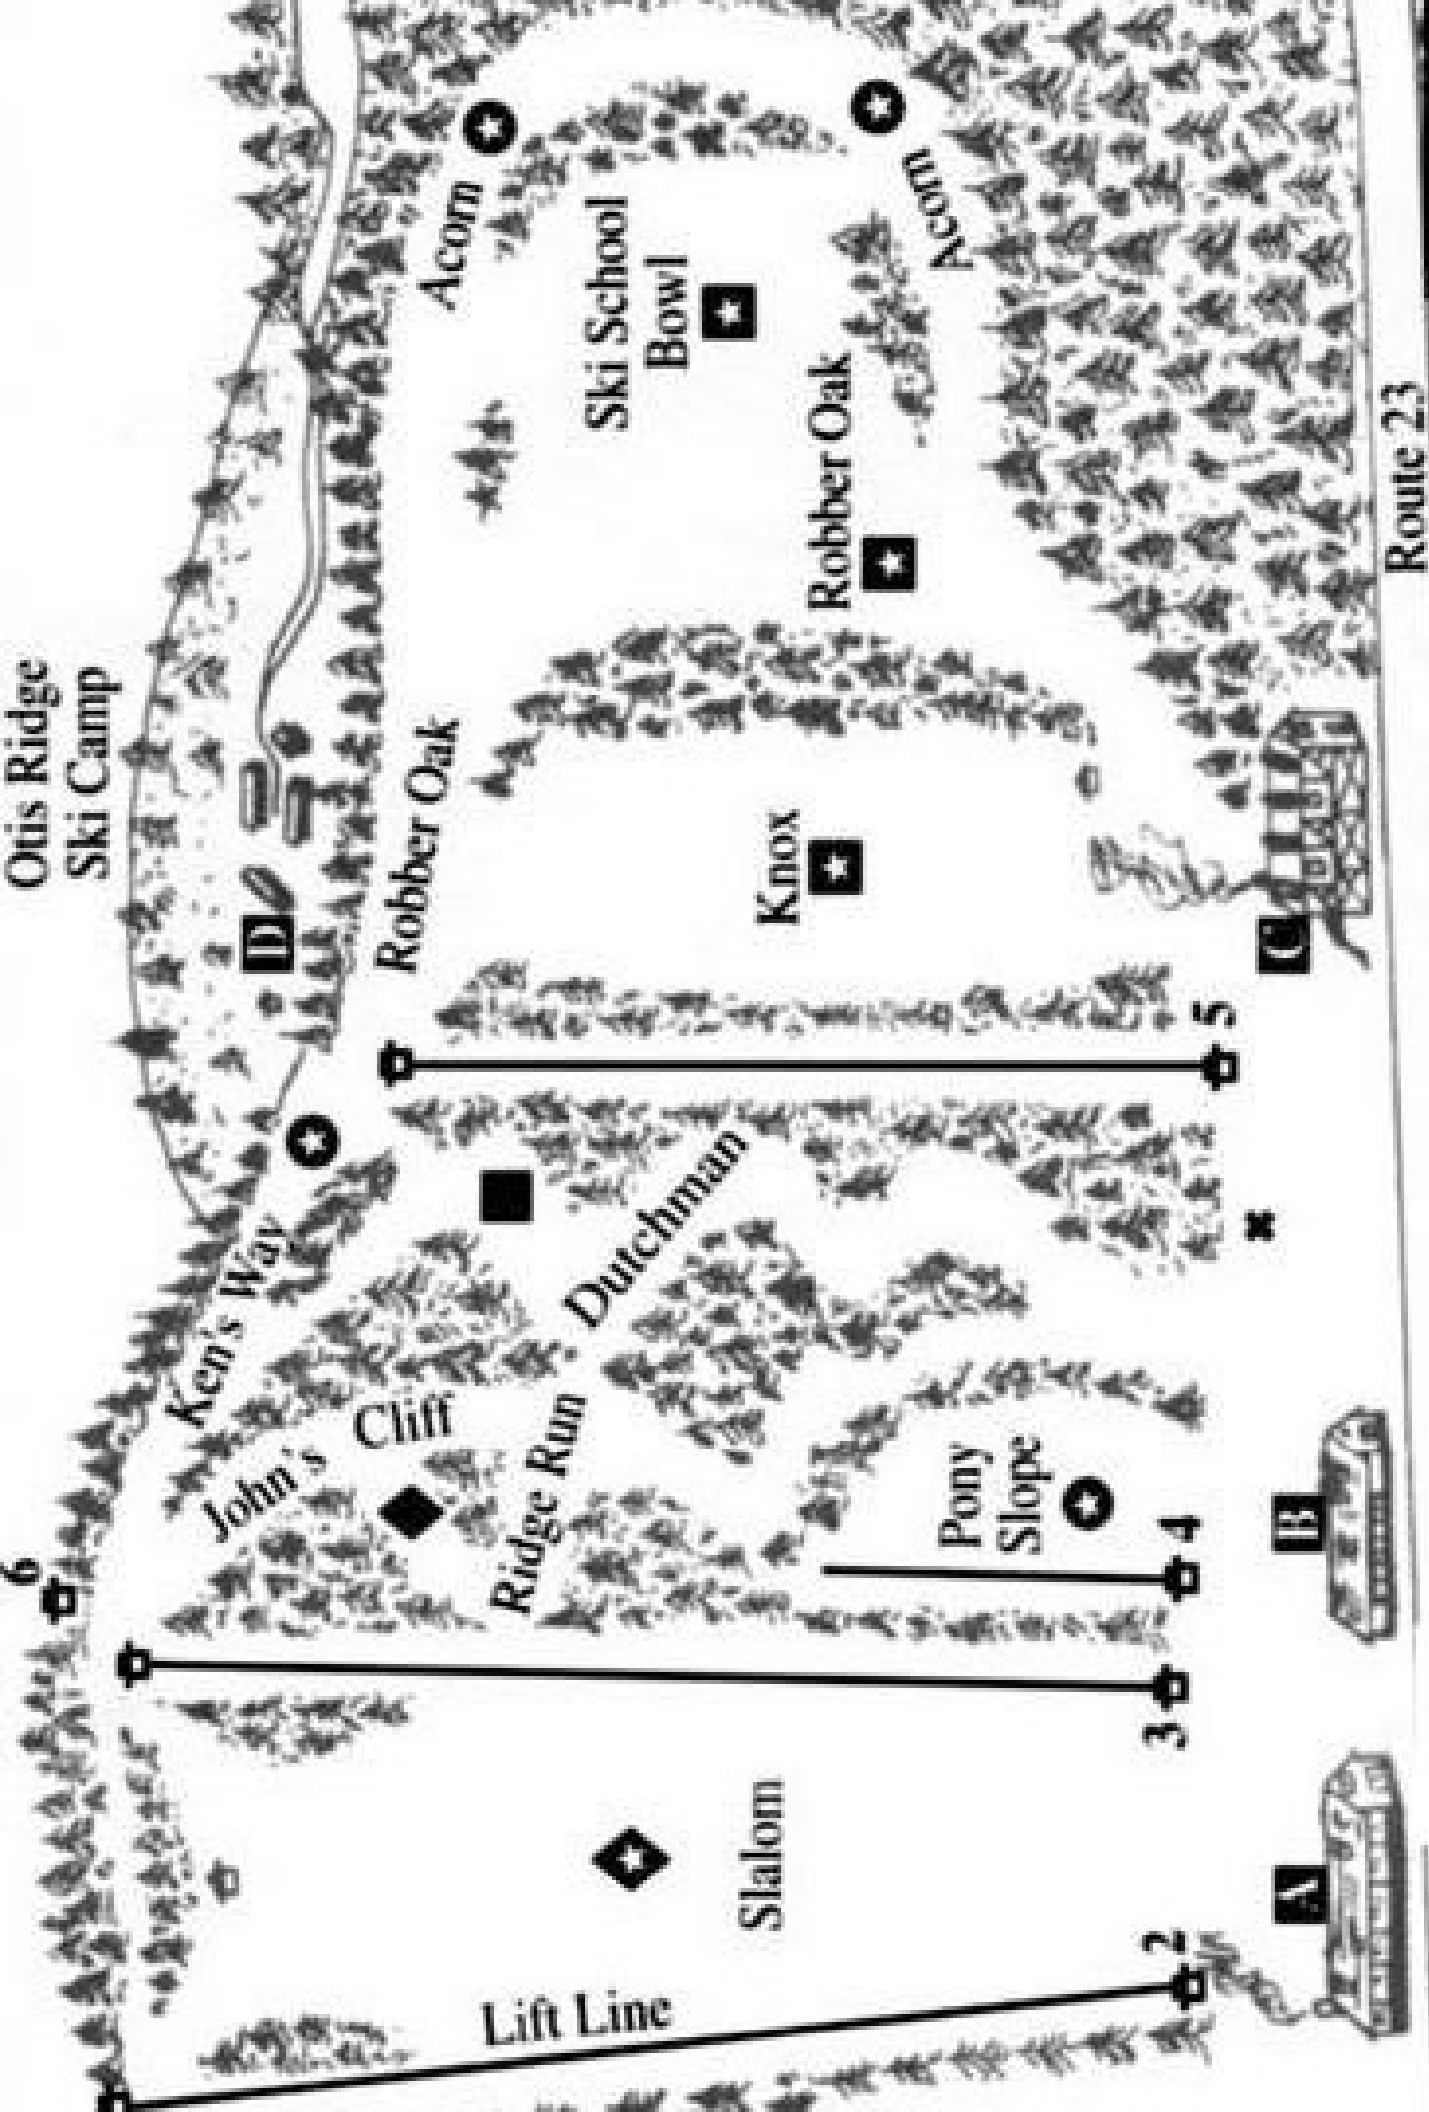 Otis Ridge
Ski Camp
6
Ken's Way
D
Robber Oak
Acorn
John's
Cliff
Lift Line
Ridge Run
Dutchman
Ski School
Bowl
Slalom
Knox
Robber Oak
Acorn
Pony
Slope
2
3
4
5
A
B
C
Route 23